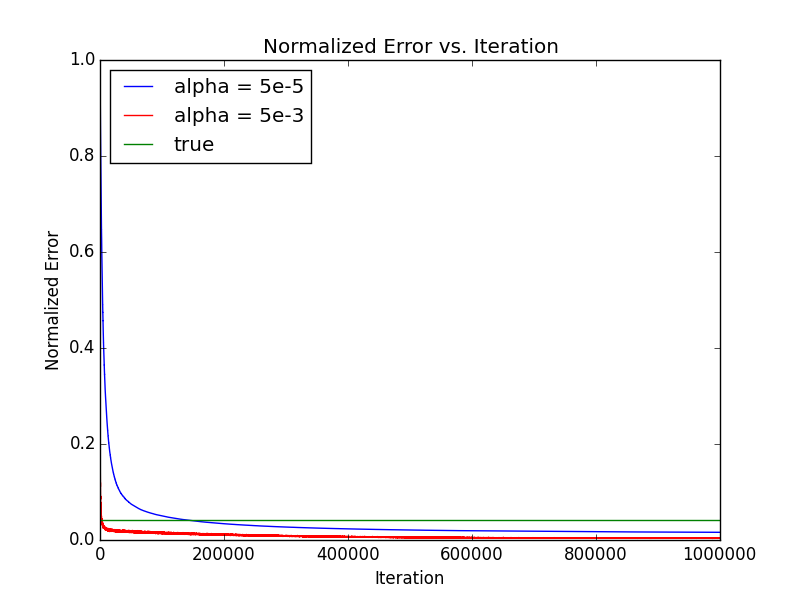 Normalized Error vs. Iteration
1.0
alpha = 5e-5
alpha = 5e-3
true
0.8
0.6
Normalized Error
0.4
0.2
0.0
0 200000 400000 600000 800000 1000000
Iteration